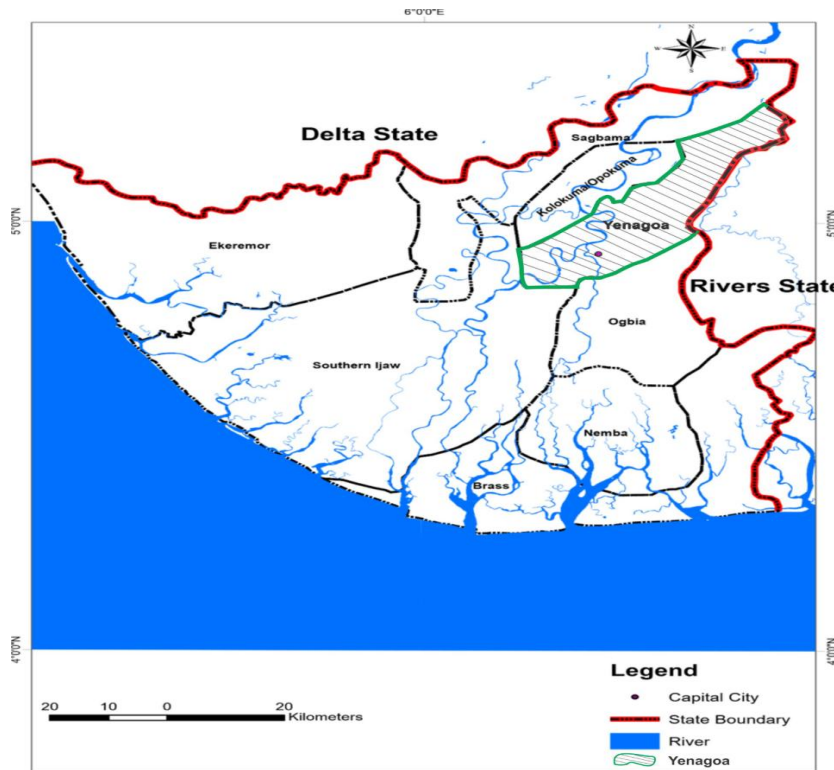 6°0'0"E
N
W E
S
Delta State
Sagbama
Kolokuma/Opokuma
5°0'0"N
5°0'0"N
Yenagoa
Ekeremor
Rivers State
Ogbia
Southern Ijaw
Nemba
Brass
4°0'0"N
4°0'0"N
Legend
Capital City
State Boundary
River
Yenagoa
20 10 0 20
Kilometers